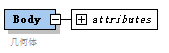 Body
attributes
几何体